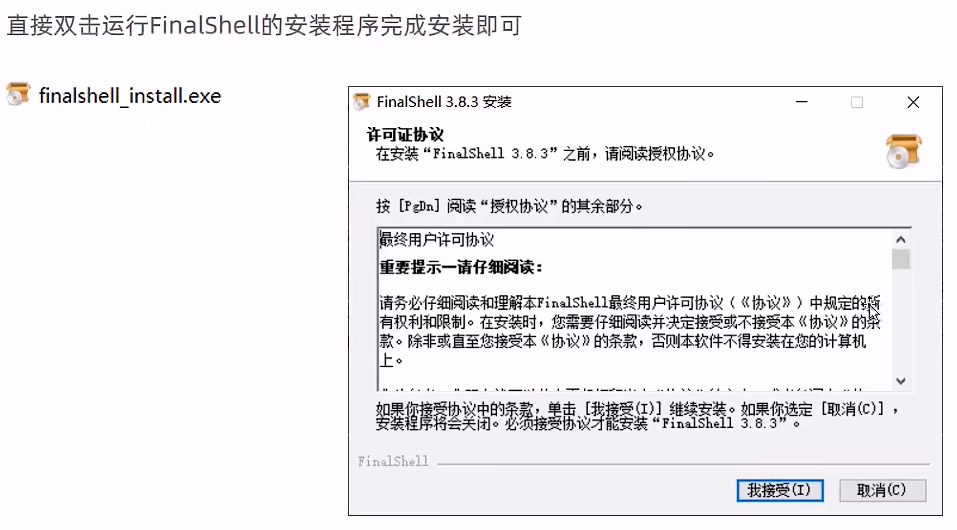 直接双击运行FinalShell的安装程序完成安装即可
finalshell_install.exe
FinalShell 3.8.3 安装
许可证协议
在安装“FinalShell 3.8.3”之前，请阅读授权协议。
按 [PgDn] 阅读“授权协议”的其余部分。
最终用户许可协议
重要提示一请仔细阅读：
请务必仔细阅读和理解本FinalShell最终用户许可协议（《协议》）中规定的所
有权利和限制。在安装时，您需要仔细阅读并决定接受或不接受本《协议》的条
款。除非或直至您接受本《协议》的条款，否则本软件不得安装在您的计算机
上。
如果你接受协议中的条款，单击 [我接受(I)] 继续安装。如果你选定 [取消(C)] ，
安装程序将会关闭。必须接受协议才能安装“FinalShell 3.8.3”。
FinalShell
我接受(I)
取消(C)